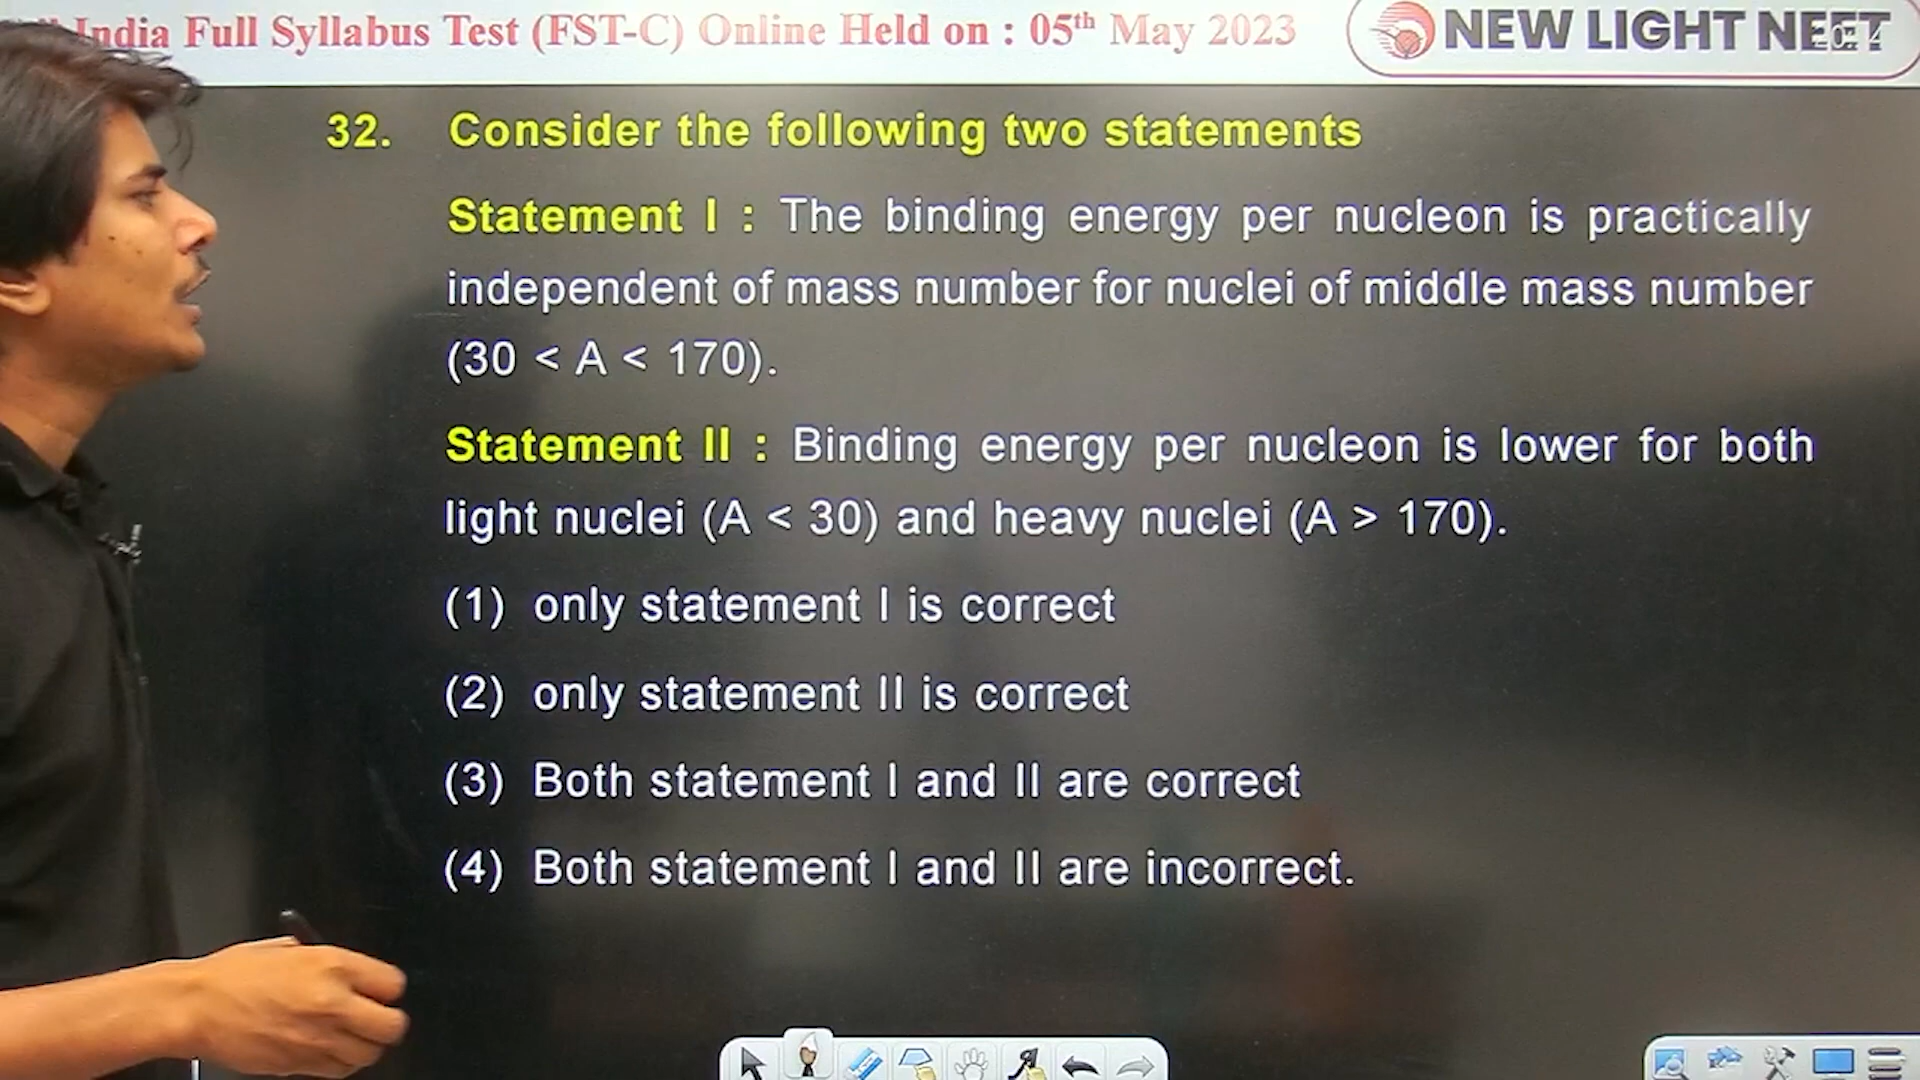 India Full Syllabus Test (FST-C) Online Held on : 05th May 2023
NEW LIGHT NEET
32. Consider the following two statements
Statement I : The binding energy per nucleon is practically
independent of mass number for nuclei of middle mass number
(30 < A < 170).
Statement II : Binding energy per nucleon is lower for both
light nuclei (A < 30) and heavy nuclei (A > 170).
(1) only statement I is correct
(2) only statement II is correct
(3) Both statement I and II are correct
(4) Both statement I and II are incorrect.